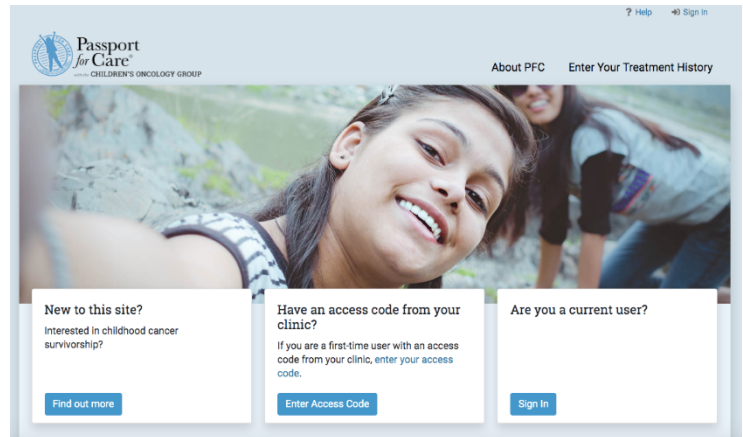 ? Help
Sign In
Passport
for Care®
CHILDREN'S ONCOLOGY GROUP
About PFC
Enter Your Treatment History
New to this site?
Interested in childhood cancer
survivorship?
Find out more
Have an access code from your
clinic?
If you are a first-time user with an access
code from your clinic, enter your access
code.
Enter Access Code
Are you a current user?
Sign In